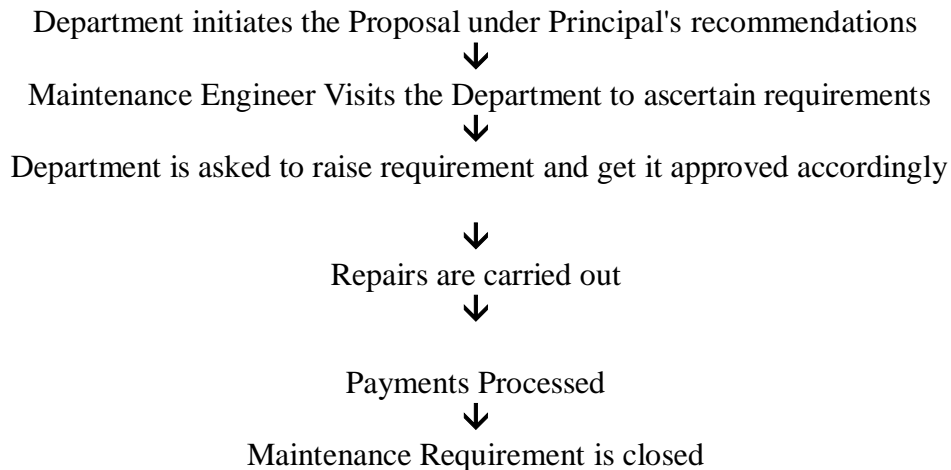 Department initiates the Proposal under Principal's recommendations
↓
Maintenance Engineer Visits the Department to ascertain requirements
↓
Department is asked to raise requirement and get it approved accordingly
↓
Repairs are carried out
↓
Payments Processed
↓
Maintenance Requirement is closed